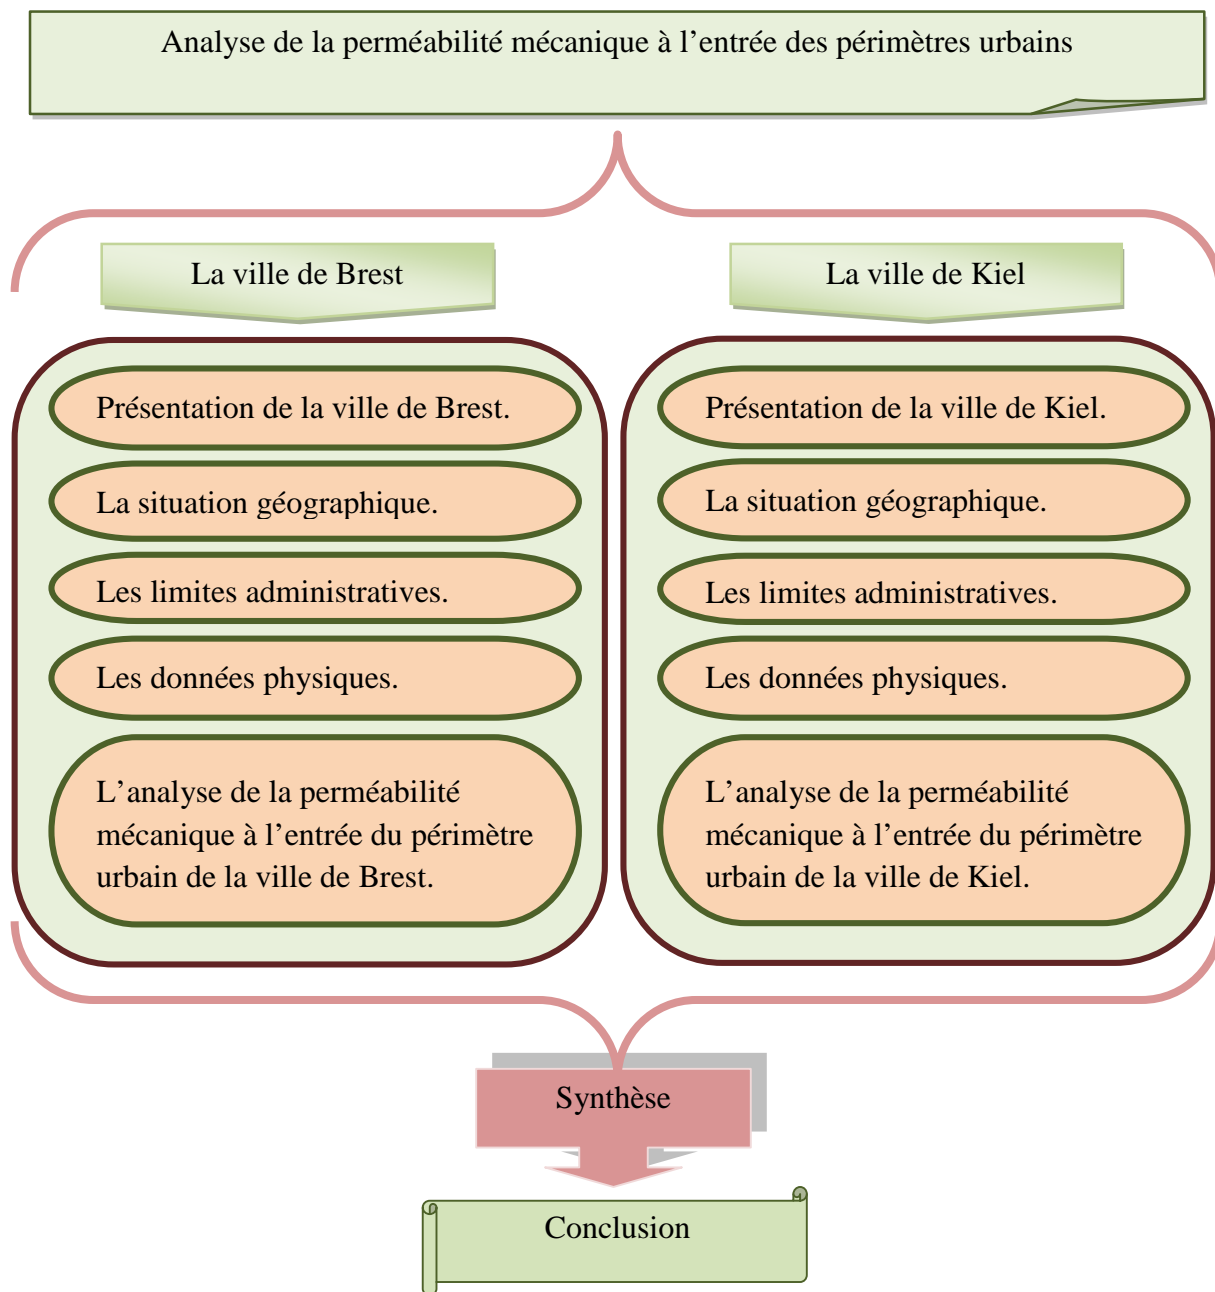 Analyse de la perméabilité mécanique à l’entrée des périmètres urbains
La ville de Brest
Présentation de la ville de Brest.
La situation géographique.
Les limites administratives.
Les données physiques.
L’analyse de la perméabilité
mécanique à l’entrée du périmètre
urbain de la ville de Brest.
La ville de Kiel
Présentation de la ville de Kiel.
La situation géographique.
Les limites administratives.
Les données physiques.
L’analyse de la perméabilité
mécanique à l’entrée du périmètre
urbain de la ville de Kiel.
Synthèse
Conclusion